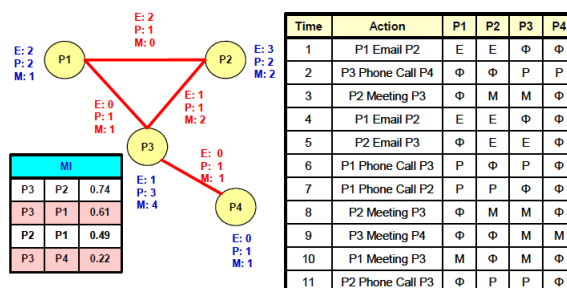 E: 2
P: 1
M: 0
E: 2
P: 2
M: 1
P1
P2
E: 3
P: 2
M: 2
E: 0
P: 1
M: 1
E: 1
P: 1
M: 2
P3
E: 1
P: 3
M: 4
E: 0
P: 1
M: 1
P4
E: 0
P: 1
M: 1
MI
P3 P2 0.74
P3 P1 0.61
P2 P1 0.49
P3 P4 0.22
Time Action P1 P2 P3 P4
1 P1 Email P2 E E Φ Φ
2 P3 Phone Call P4 Φ Φ P P
3 P2 Meeting P3 Φ M M Φ
4 P1 Email P2 E E Φ Φ
5 P2 Email P3 Φ E E Φ
6 P1 Phone Call P3 P Φ P Φ
7 P1 Phone Call P2 P P Φ Φ
8 P2 Meeting P3 Φ M M Φ
9 P3 Meeting P4 Φ Φ M M
10 P1 Meeting P3 M Φ M Φ
11 P2 Phone Call P3 Φ P P Φ